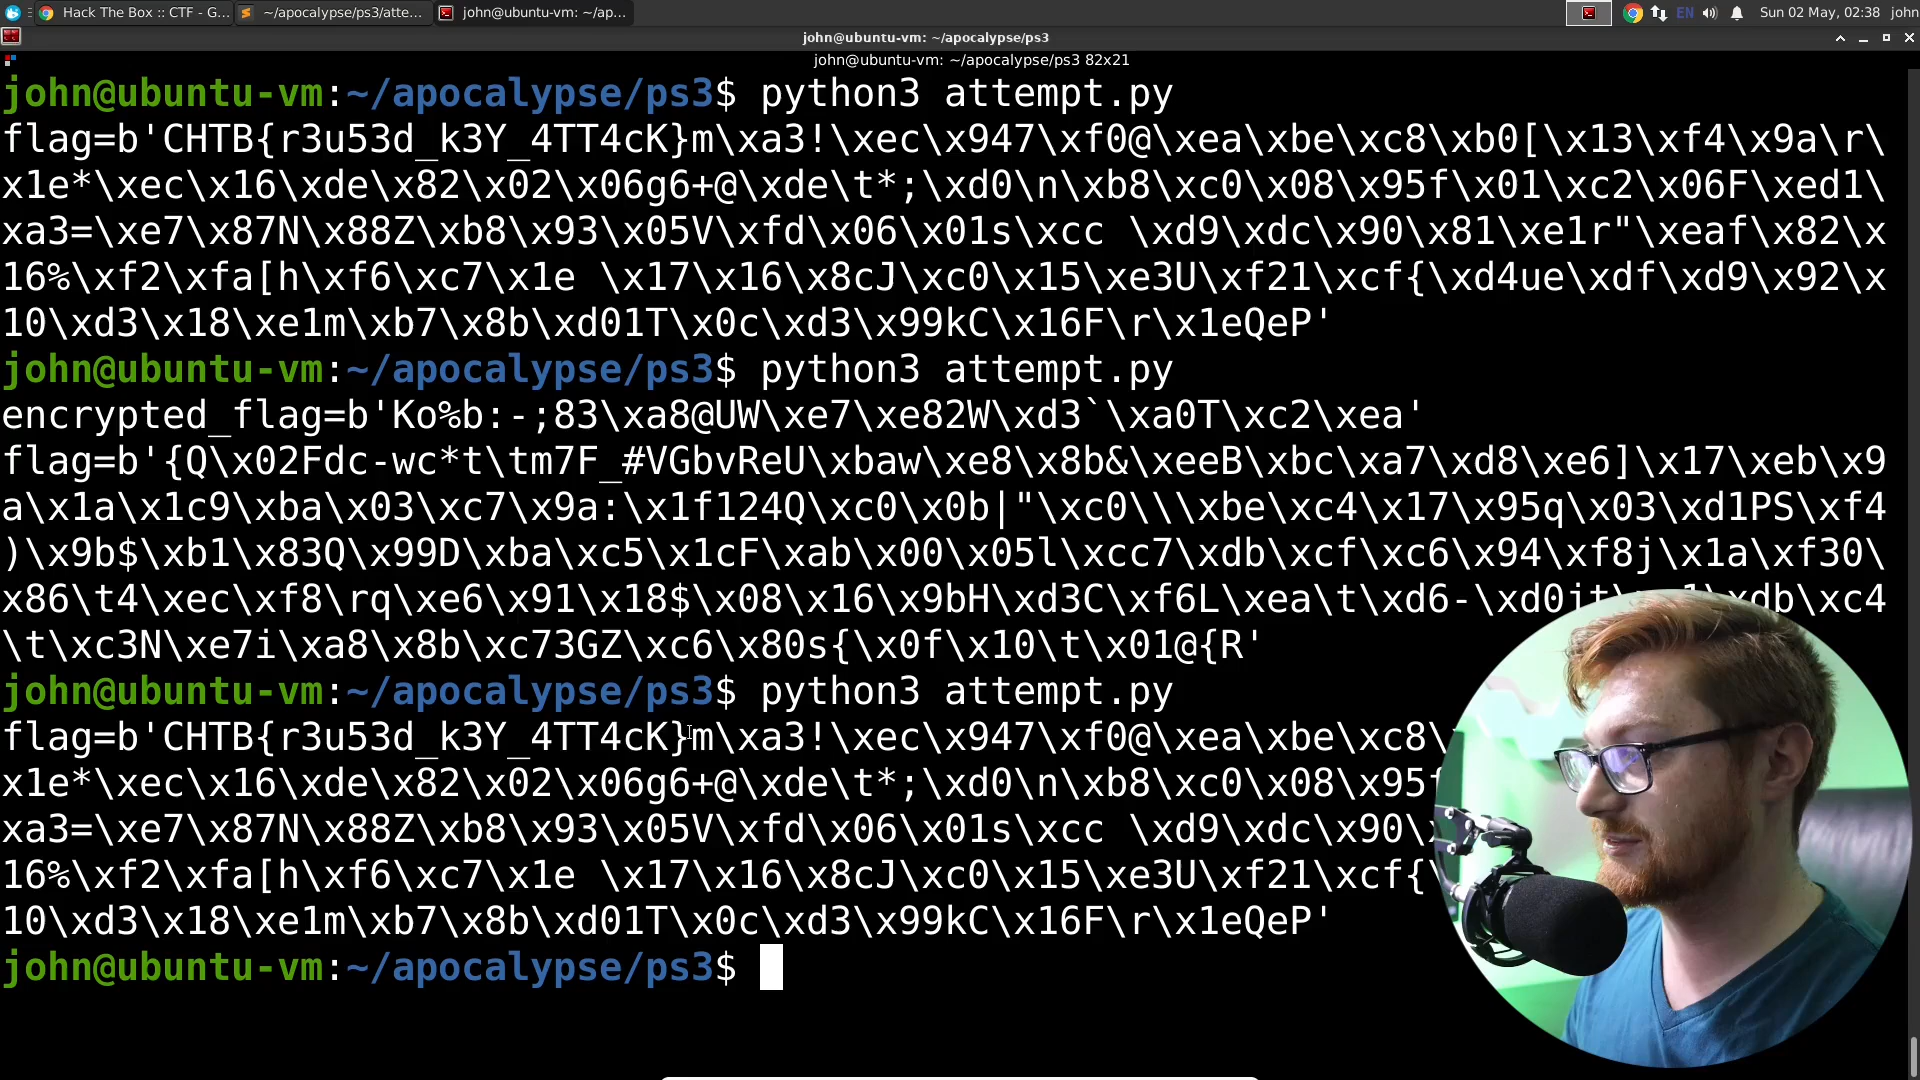 Hack The Box :: CTF - G...
~/apocalypse/ps3/atte...
john@ubuntu-vm: ~/ap...
EN
Sun 02 May, 02:38
john
john@ubuntu-vm: ~/apocalypse/ps3
john@ubuntu-vm: ~/apocalypse/ps3 82x21
john@ubuntu-vm:~/apocalypse/ps3$ python3 attempt.py
flag=b'CHTB{r3u53d_k3Y_4TT4cK}m\xa3!\xec\x947\xf0@\xea\xbe\xc8\xb0[\x13\xf4\x9a\r\
x1e*\xec\x16\xde\x82\x02\x06g6+@\xde\t*;\xd0\n\xb8\xc0\x08\x95f\x01\xc2\x06F\xed1\
xa3=\xe7\x87N\x88Z\xb8\x93\x05V\xfd\x06\x01s\xcc \xd9\xdc\x90\x81\xe1r"\xeaf\x82\x
16%\xf2\xfa[h\xf6\xc7\x1e \x17\x16\x8cJ\xc0\x15\xe3U\xf21\xcf{\xd4ue\xdf\xd9\x92\x
10\xd3\x18\xe1m\xb7\x8b\xd01T\x0c\xd3\x99kC\x16F\r\x1eQeP'
john@ubuntu-vm:~/apocalypse/ps3$ python3 attempt.py
encrypted_flag=b'Ko%b:-;83\xa8@UW\xe7\xe82W\xd3`\xa0T\xc2\xea'
flag=b'{Q\x02Fdc-wc*t\tm7F_#VGbvReU\xbaw\xe8\x8b&\xeeB\xbc\xa7\xd8\xe6]\x17\xeb\x9
a\x1a\x1c9\xba\x03\xc7\x9a:\x1f124Q\xc0\x0b|"\xc0\\\xbe\xc4\x17\x95q\x03\xd1PS\xf4
)\x9b$\xb1\x83Q\x99D\xba\xc5\x1cF\xab\x00\x05l\xcc7\xdb\xcf\xc6\x94\xf8j\x1a\xf30\
x86\t4\xec\xf8\rq\xe6\x91\x18$\x08\x16\x9bH\xd3C\xf6L\xea\t\xd6-
\t\xc3N\xe7i\xa8\x8b\xc73GZ\xc6\x80s{\x0f\x10\t\x01@{R'
john@ubuntu-vm:~/apocalypse/ps3$ python3 attempt.py
flag=b'CHTB{r3u53d_k3Y_4TT4cK}m\xa3!\xec\x947\xf0@\xea\xbe\xc8\
x1e*\xec\x16\xde\x82\x02\x06g6+@\xde\t*;\xd0\n\xb8\xc0\x08\x95
xa3=\xe7\x87N\x88Z\xb8\x93\x05V\xfd\x06\x01s\xcc \xd9\xdc\x90\
16%\xf2\xfa[h\xf6\xc7\x1e \x17\x16\x8cJ\xc0\x15\xe3U\xf21\xcf{
10\xd3\x18\xe1m\xb7\x8b\xd01T\x0c\xd3\x99kC\x16F\r\x1eQeP'
john@ubuntu-vm:~/apocalypse/ps3$